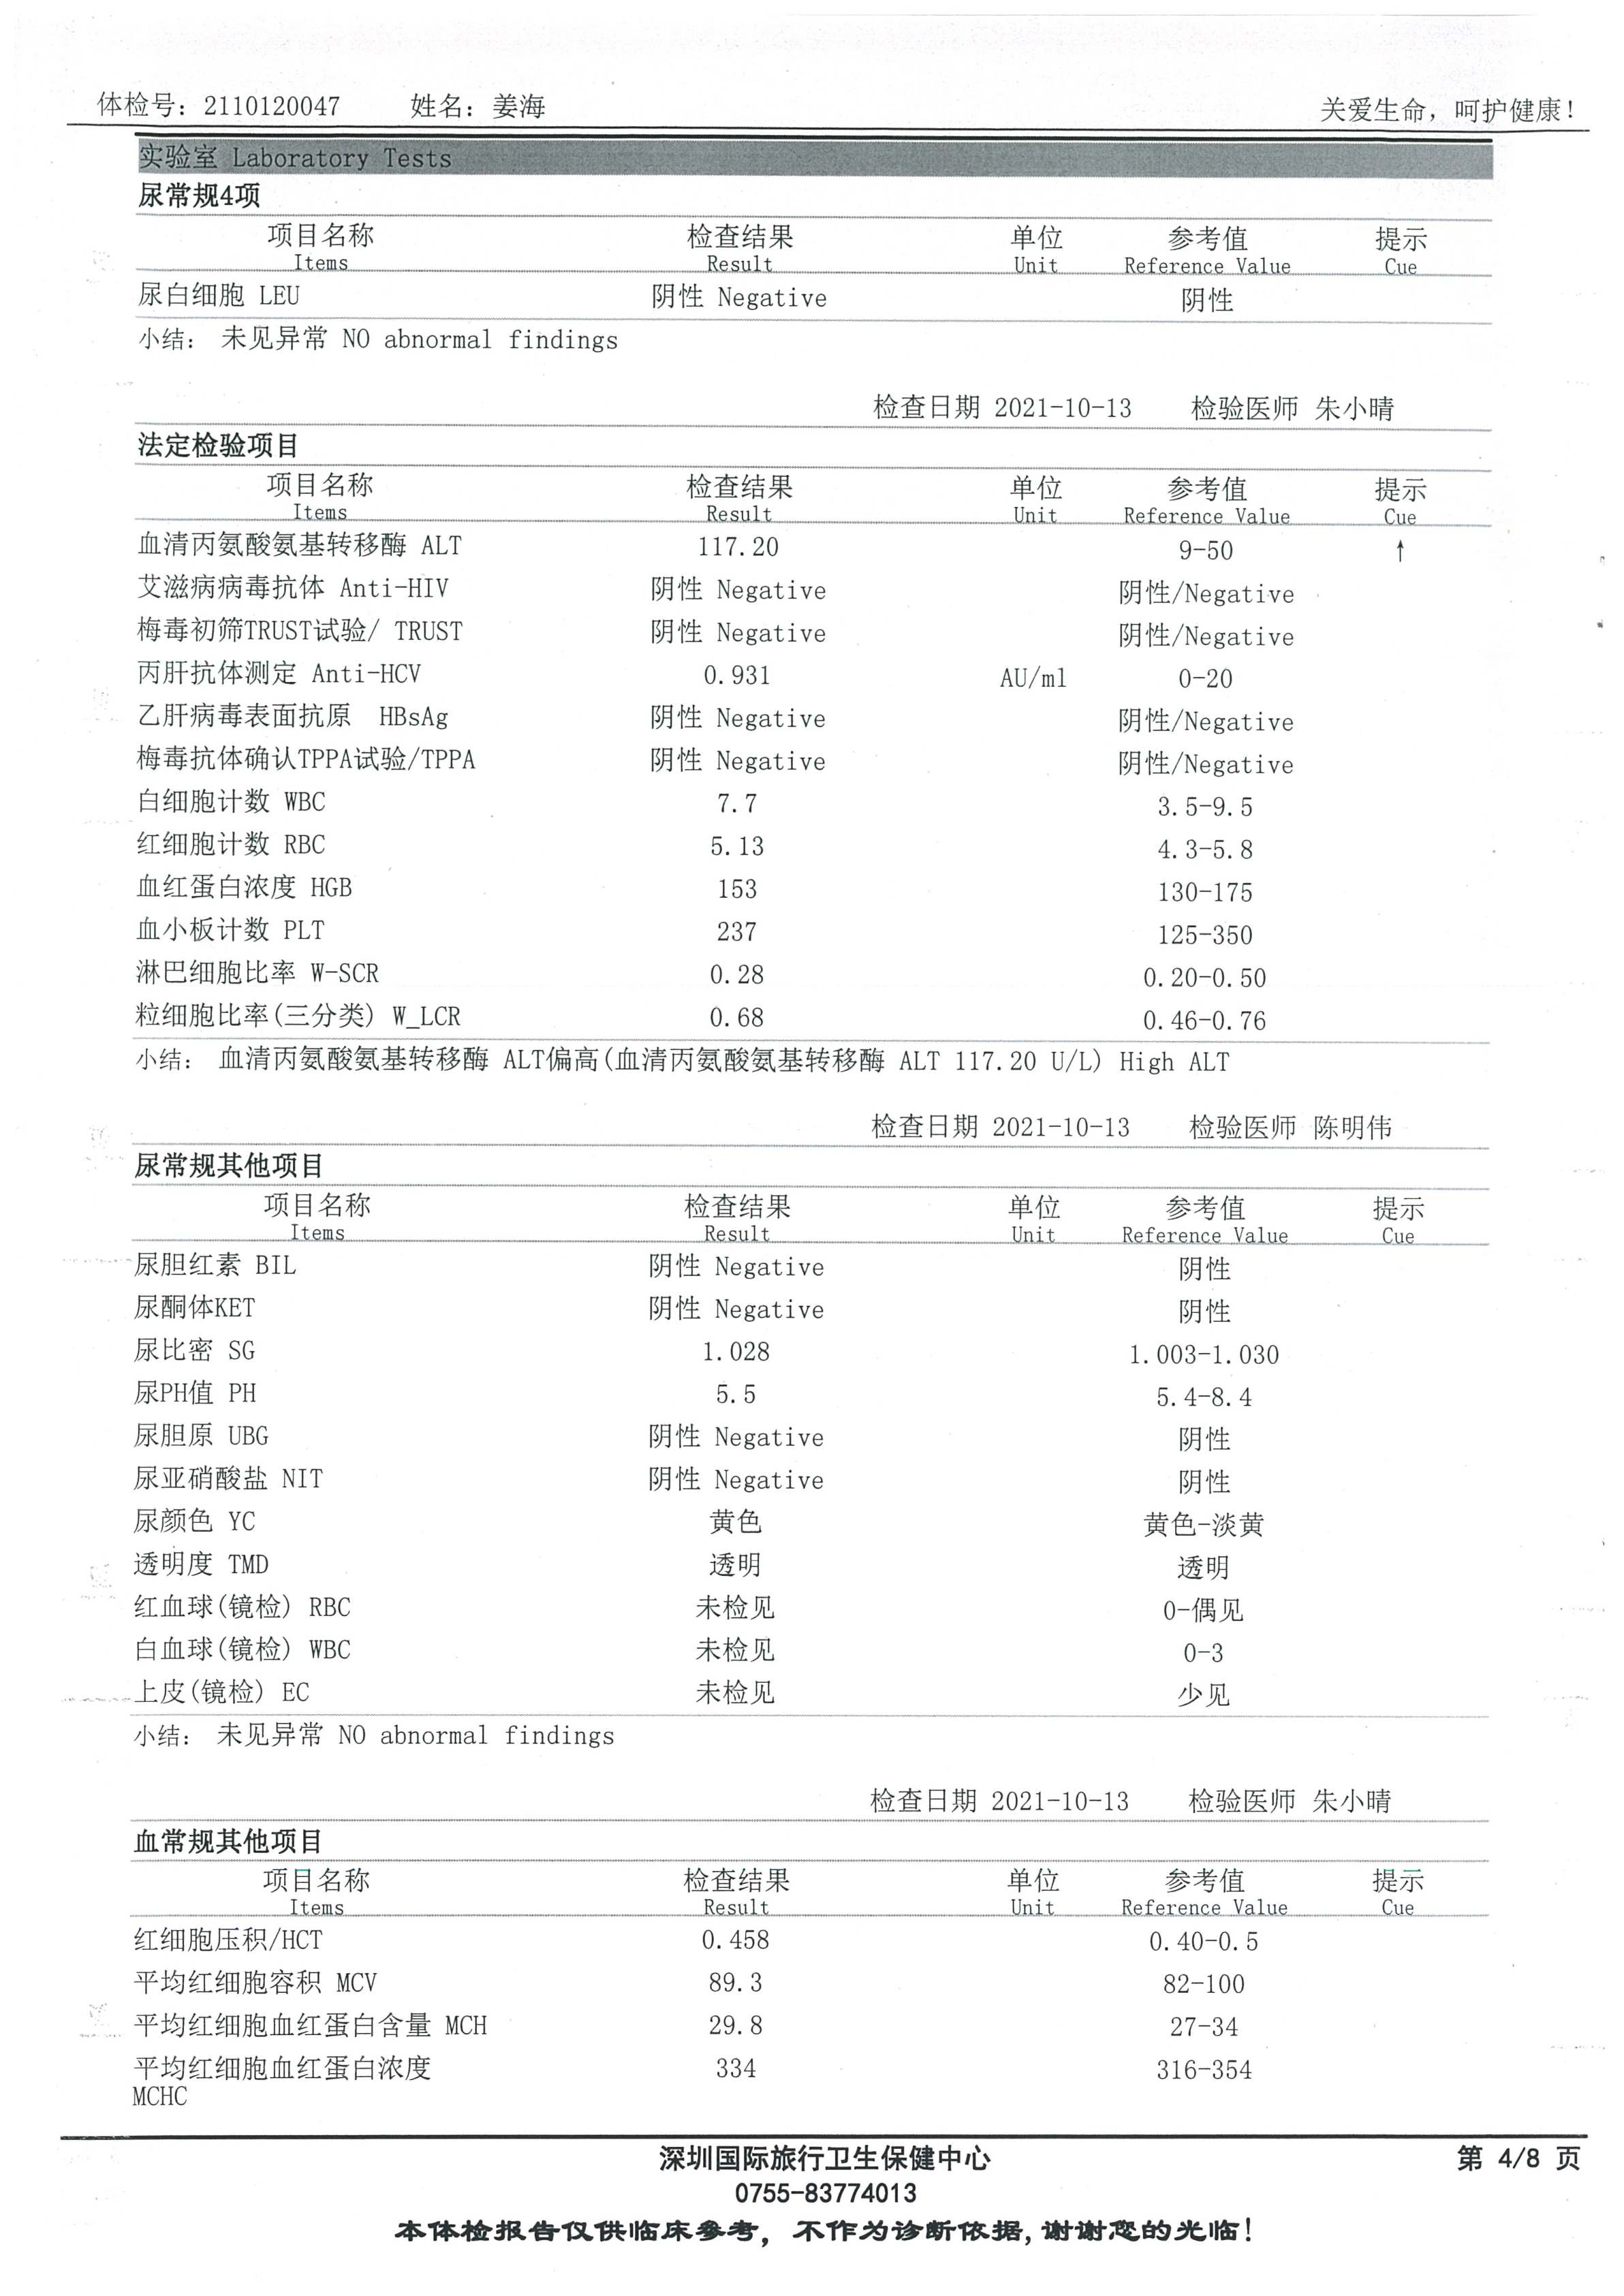 体检号：2110120047 姓名：姜海 关爱生命，呵护健康！
实验室 Laboratory Tests
尿常规4项
项目名称 检查结果 单位 参考值 提示
Items Result Unit Reference Value Cue
尿白细胞 LEU 阴性 Negative 阴性
小结： 未见异常 NO abnormal findings
检查日期 2021-10-13 检验医师 朱小晴
法定检验项目
项目名称 检查结果 单位 参考值 提示
Items Result Unit Reference Value Cue
血清丙氨酸氨基转移酶 ALT 117.20 9-50 ↑
艾滋病病毒抗体 Anti-HIV 阴性 Negative 阴性/Negative
梅毒初筛TRUST试验/ TRUST 阴性 Negative 阴性/Negative
丙肝抗体测定 Anti-HCV 0.931 AU/ml 0-20
乙肝病毒表面抗原 HBsAg 阴性 Negative 阴性/Negative
梅毒抗体确认TPPA试验/TPPA 阴性 Negative 阴性/Negative
白细胞计数 WBC 7.7 3.5-9.5
红细胞计数 RBC 5.13 4.3-5.8
血红蛋白浓度 HGB 153 130-175
血小板计数 PLT 237 125-350
淋巴细胞比率 W-SCR 0.28 0.20-0.50
粒细胞比率(三分类) W_LCR 0.68 0.46-0.76
小结： 血清丙氨酸氨基转移酶 ALT偏高(血清丙氨酸氨基转移酶 ALT 117.20 U/L) High ALT
检查日期 2021-10-13 检验医师 陈明伟
尿常规其他项目
项目名称 检查结果 单位 参考值 提示
Items Result Unit Reference Value Cue
尿胆红素 BIL 阴性 Negative 阴性
尿酮体KET 阴性 Negative 阴性
尿比密 SG 1.028 1.003-1.030
尿PH值 PH 5.5 5.4-8.4
尿胆原 UBG 阴性 Negative 阴性
尿亚硝酸盐 NIT 阴性 Negative 阴性
尿颜色 YC 黄色 黄色-淡黄
透明度 TMD 透明 透明
红血球(镜检) RBC 未检见 0-偶见
白血球(镜检) WBC 未检见 0-3
上皮(镜检) EC 未检见 少见
小结： 未见异常 NO abnormal findings
检查日期 2021-10-13 检验医师 朱小晴
血常规其他项目
项目名称 检查结果 单位 参考值 提示
Items Result Unit Reference Value Cue
红细胞压积/HCT 0.458 0.40-0.5
平均红细胞容积 MCV 89.3 82-100
平均红细胞血红蛋白含量 MCH 29.8 27-34
平均红细胞血红蛋白浓度 334 316-354
MCHC
深圳国际旅行卫生保健中心 第 4/8 页
0755-83774013
本体检报告仅供临床参考，不作为诊断依据,谢谢您的光临！